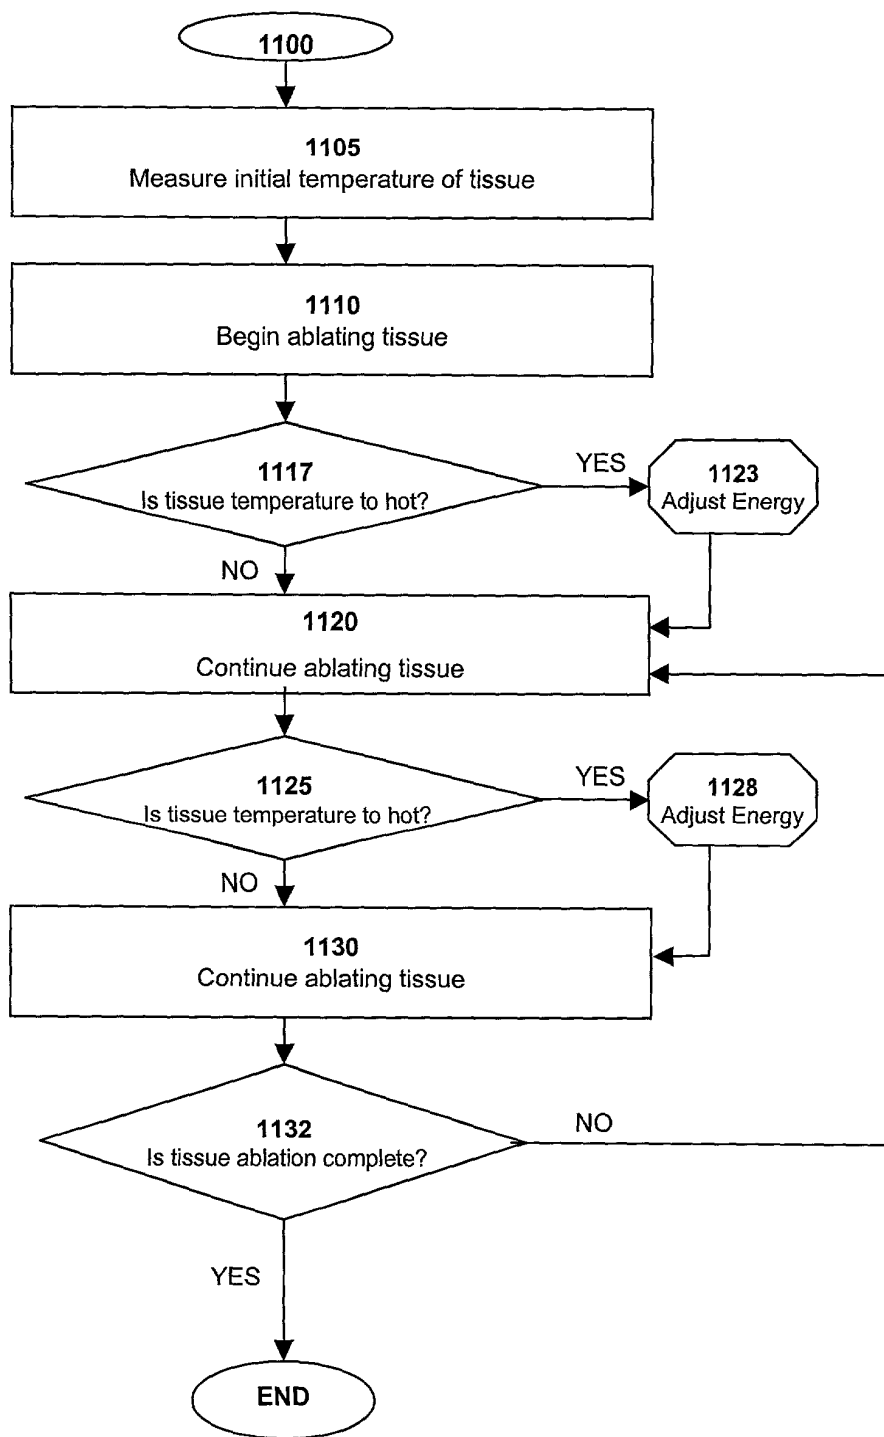 1100
1105
Measure initial temperature of tissue
1110
Begin ablating tissue
1117
Is tissue temperature to hot?
YES
1123
Adjust Energy
NO
1120
Continue ablating tissue
1125
Is tissue temperature to hot?
YES
1128
Adjust Energy
NO
1130
Continue ablating tissue
1132
Is tissue ablation complete?
NO
YES
END